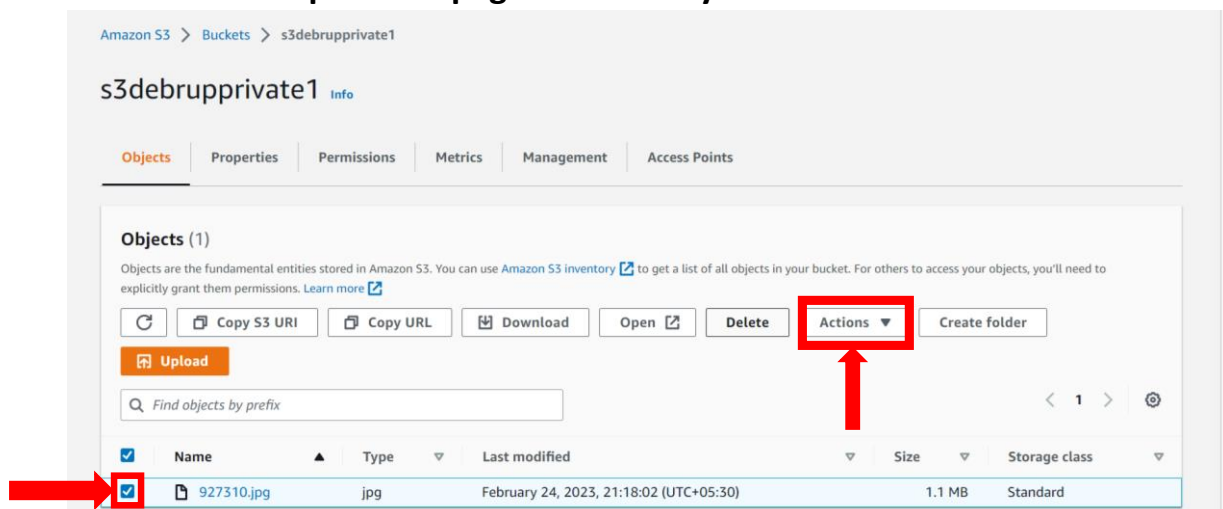 Amazon S3 > Buckets > s3debrupprivate1
s3debrupprivate1 Info
Objects Properties Permissions Metrics Management Access Points
Objects (1)
Objects are the fundamental entities stored in Amazon S3. You can use Amazon S3 inventory to get a list of all objects in your bucket. For others to access your objects, you'll need to
explicitly grant them permissions. Learn more
Copy S3 URI Copy URL Download Open Delete Actions Create folder
Upload
Find objects by prefix < 1 >
Name Type Last modified Size Storage class
927310.jpg jpg February 24, 2023, 21:18:02 (UTC+05:30) 1.1 MB Standard